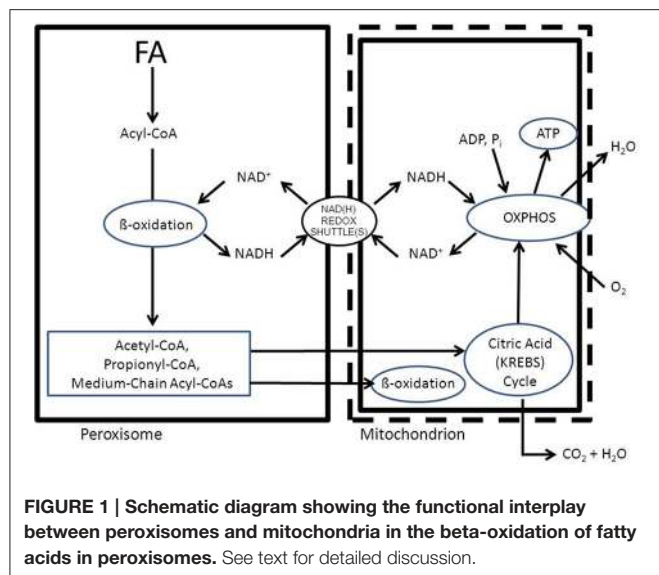 FA
Acyl-CoA
NAD⁺
ß-oxidation
NADH
Acetyl-CoA,
Propionyl-CoA,
Medium-Chain Acyl-CoAs
Peroxisome
NAD(H)
REDOX
SHUTTLE(S)
NADH
NAD⁺
ADP, Pᵢ
ATP
H₂O
OXPHOS
O₂
Citric Acid
(KREBS)
Cycle
ß-oxidation
Mitochondrion
CO₂ + H₂O
FIGURE 1 | Schematic diagram showing the functional interplay
between peroxisomes and mitochondria in the beta-oxidation of fatty
acids in peroxisomes. See text for detailed discussion.